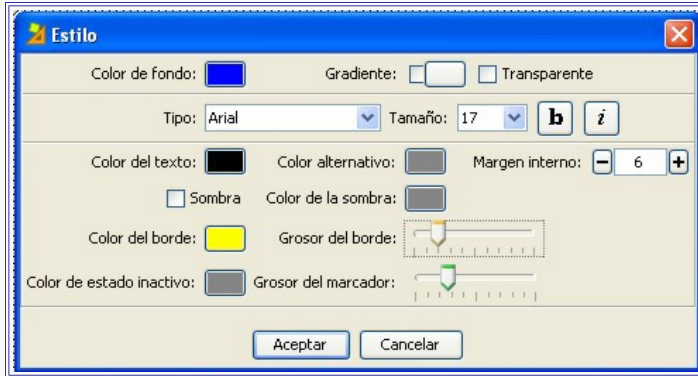 Estilo
Color de fondo: Gradiente: Transparente
Tipo: Arial Tamaño: 17 b i
Color del texto: Color alternativo: Margen interno: 6
Sombra Color de la sombra:
Color del borde: Grosor del borde:
Color de estado inactivo: Grosor del marcador:
Aceptar Cancelar